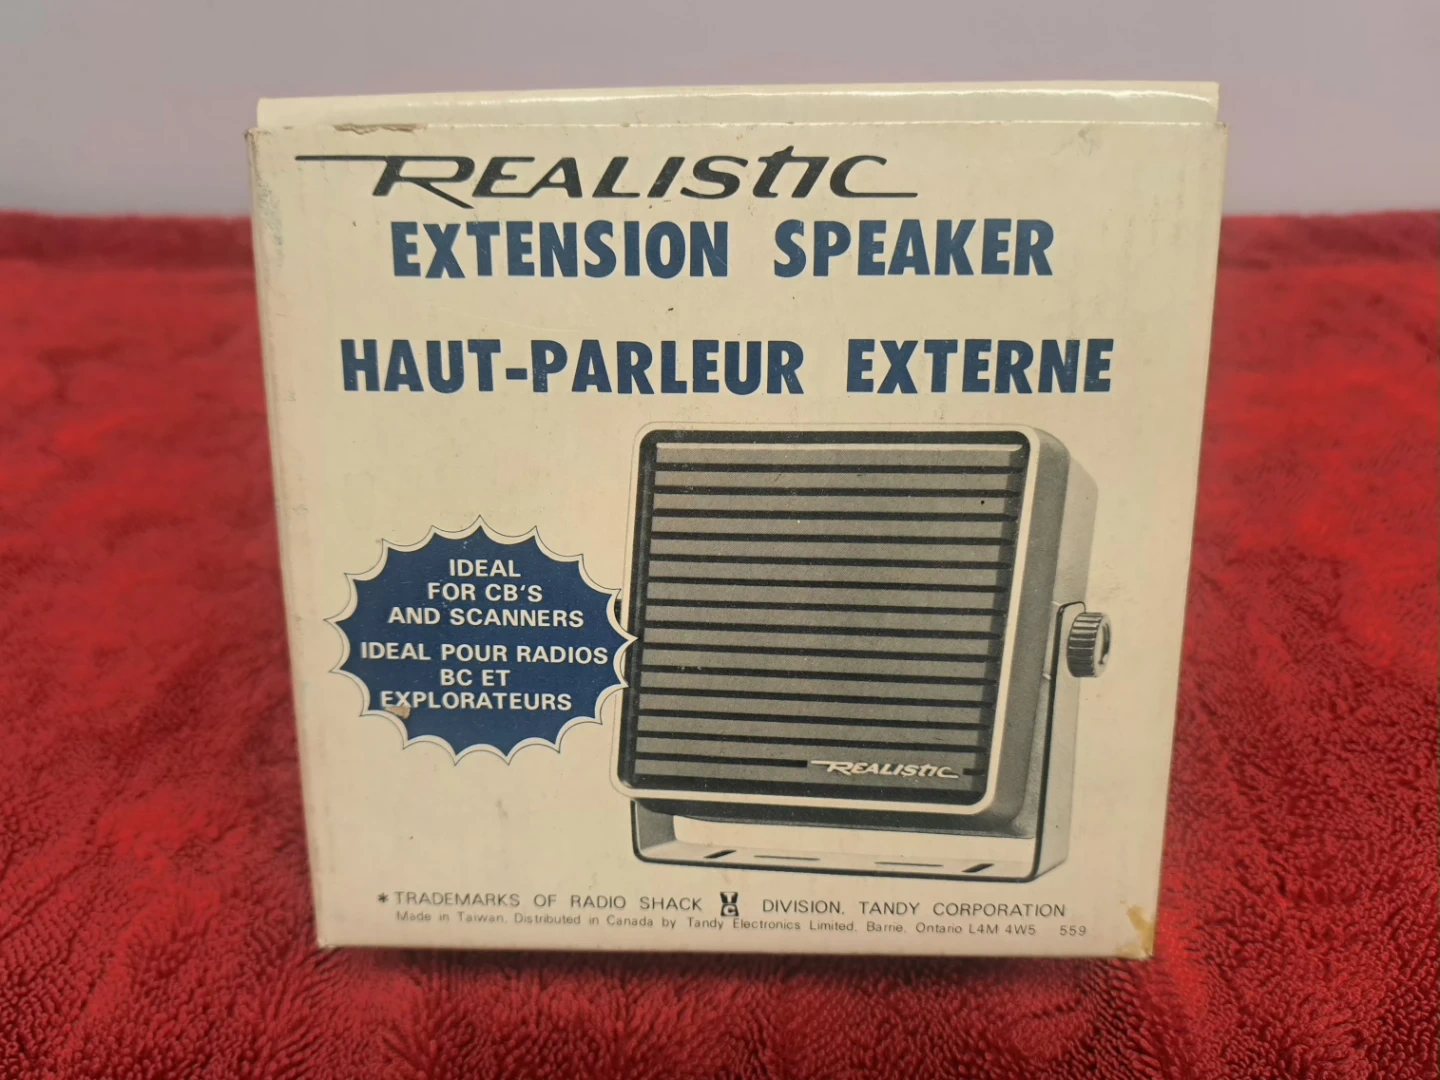 REALISTIC
EXTENSION SPEAKER
HAUT-PARLEUR EXTERNE
IDEAL
FOR CB'S
AND SCANNERS
IDEAL POUR RADIOS
BC ET
EXPLORATEURS
REALISTIC
* TRADEMARKS OF RADIO SHACK TC DIVISION, TANDY CORPORATION
Made in Taiwan. Distributed in Canada by Tandy Electronics Limited. Barrie. Ontario L4M 4W5 559